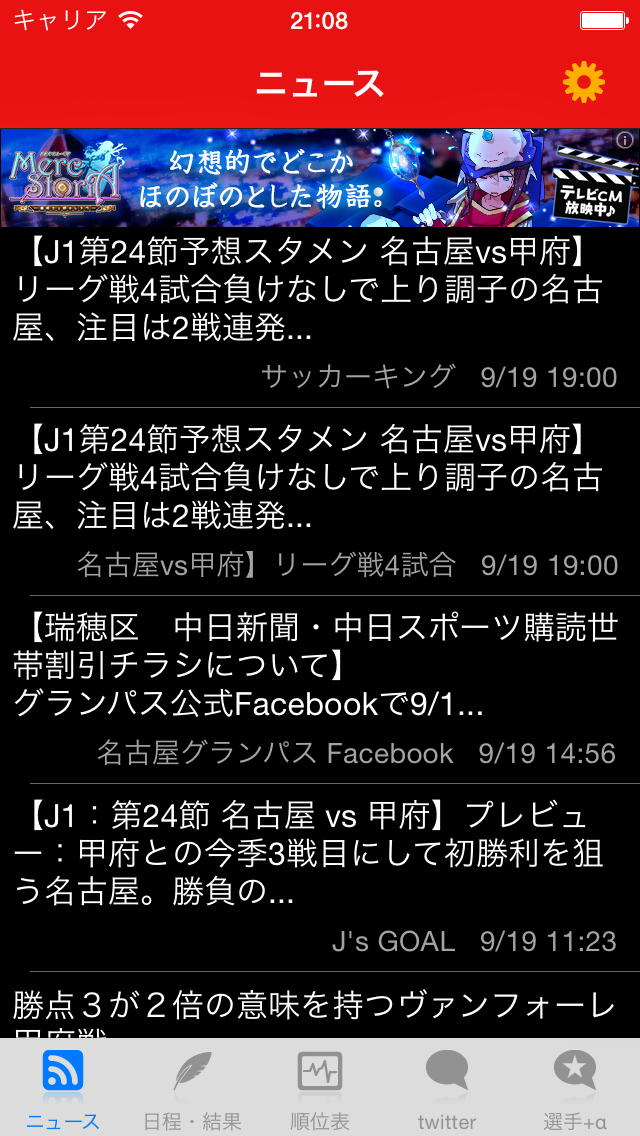 キャリア 21:08
ニュース
Merc StoriA
幻想的でどこか
ほのぼのとした物語。
テレビCM
放映中♪
【J1第24節予想スタメン 名古屋vs甲府】
リーグ戦4試合負けなしで上り調子の名古
屋、注目は2戦連発...
サッカーキング 9/19 19:00
【J1第24節予想スタメン 名古屋vs甲府】
リーグ戦4試合負けなしで上り調子の名古
屋、注目は2戦連発...
名古屋vs甲府】リーグ戦4試合 9/19 19:00
【瑞穂区　中日新聞・中日スポーツ購読世
帯割引チラシについて】
グランパス公式Facebookで9/1...
名古屋グランパス Facebook 9/19 14:56
【J1：第24節 名古屋 vs 甲府】プレビュ
ー：甲府との今季3戦目にして初勝利を狙
う名古屋。勝負の...
J's GOAL 9/19 11:23
勝点３が２倍の意味を持つヴァンフォーレ
甲府戦
ニュース 日程・結果 順位表 twitter 選手+α